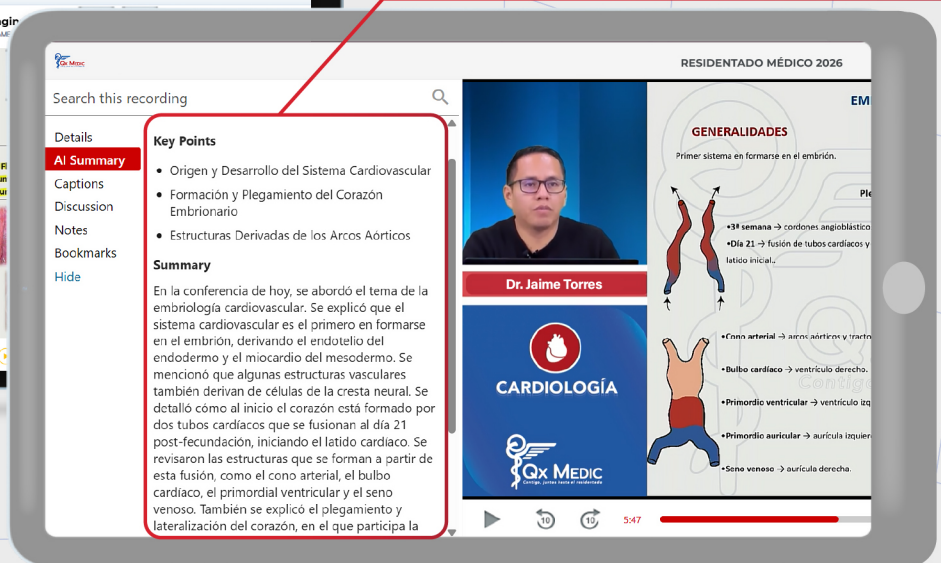 QX MEDIC
RESIDENTADO MÉDICO 2026
Search this recording
Details
AI Summary
Captions
Discussion
Notes
Bookmarks
Hide
Key Points
• Origen y Desarrollo del Sistema Cardiovascular
• Formación y Plegamiento del Corazón
Embrionario
• Estructuras Derivadas de los Arcos Aórticos
Summary
En la conferencia de hoy, se abordó el tema de la
embriología cardiovascular. Se explicó que el
sistema cardiovascular es el primero en formarse
en el embrión, derivando el endotelio del
endodermo y el miocardio del mesodermo. Se
mencionó que algunas estructuras vasculares
también derivan de células de la cresta neural. Se
detalló cómo al inicio el corazón está formado por
dos tubos cardíacos que se fusionan al día 21
post-fecundación, iniciando el latido cardíaco. Se
revisaron las estructuras que se forman a partir de
esta fusión, como el cono arterial, el bulbo
cardíaco, el primordial ventricular y el seno
venoso. También se explicó el plegamiento y
lateralización del corazón, en el que participa la
Dr. Jaime Torres
CARDIOLOGÍA
QX MEDIC
Contigo, juntos hasta el residentado
GENERALIDADES
Primer sistema en formarse en el embrión.
Ple
•3ª semana → cordones angioblástico
•Día 21 → fusión de tubos cardíacos y
latido inicial..
•Cono arterial → arcos aórticos y tracto
•Bulbo cardíaco → ventrículo derecho.
•Primordio ventricular → ventrículo izq
•Primordio auricular → aurícula izquier
•Seno venoso → aurícula derecha.
10
10
5:47